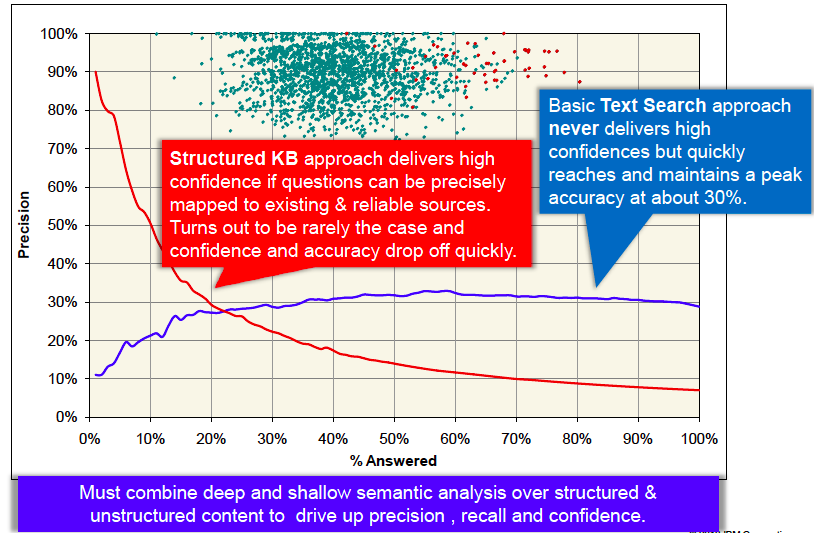 100%
90%
80%
70%
60%
50%
40%
30%
20%
10%
0%
Precision
0% 10% 20% 30% 40% 50% 60% 70% 80% 90% 100%
% Answered
Structured KB approach delivers high
confidence if questions can be precisely
mapped to existing & reliable sources.
Turns out to be rarely the case and
confidence and accuracy drop off quickly.
Basic Text Search approach
never delivers high
confidences but quickly
reaches and maintains a peak
accuracy at about 30%.
Must combine deep and shallow semantic analysis over structured &
unstructured content to drive up precision , recall and confidence.